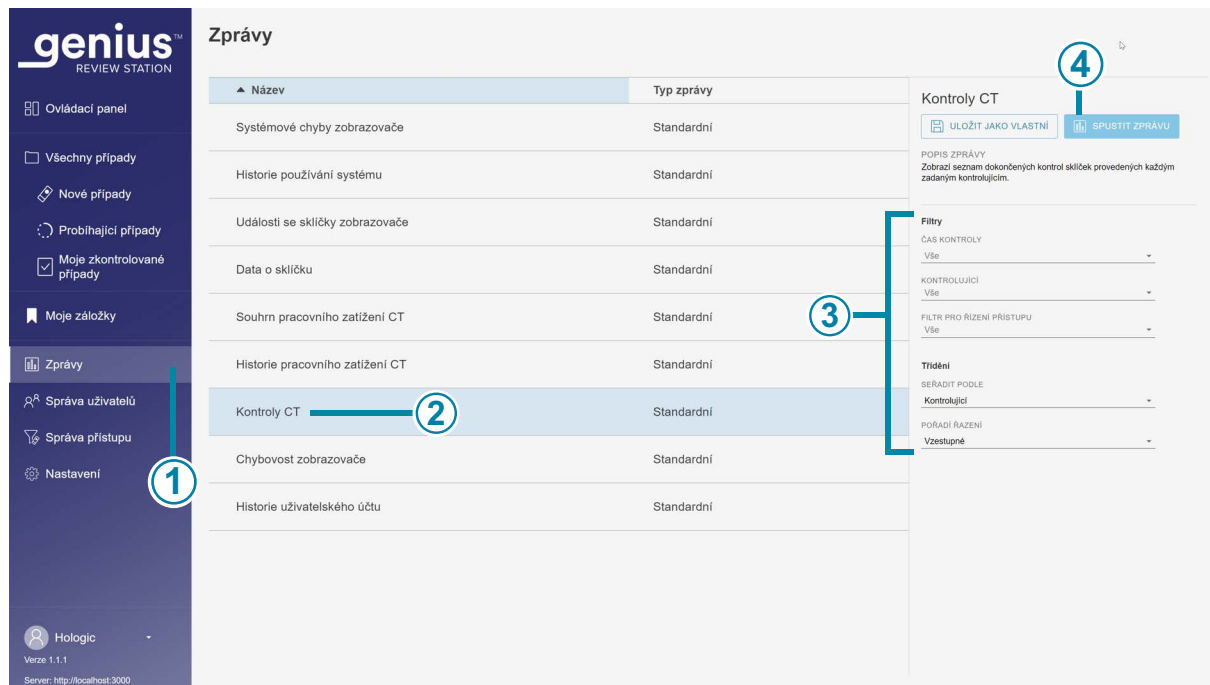 genius™
REVIEW STATION
Ovládací panel
Všechny případy
Nové případy
Probíhající případy
Moje zkontrolované
případy
Moje záložky
Zprávy
Správa uživatelů
Správa přístupu
Nastavení
1
Hologic
Verze 1.1.1
Server: http://localhost:3000
Zprávy
Název Typ zprávy
Systémové chyby zobrazovače Standardní
Historie používání systému Standardní
Události se sklíčky zobrazovače Standardní
Data o sklíčku Standardní
Souhrn pracovního zatížení CT Standardní
Historie pracovního zatížení CT Standardní
Kontroly CT 2 Standardní
Chybovost zobrazovače Standardní
Historie uživatelského účtu Standardní
4
Kontroly CT
ULOŽIT JAKO VLASTNÍ SPUSTIT ZPRÁVU
POPIS ZPRÁVY
Zobrazí seznam dokončených kontrol sklíček provedených každým
zadaným kontrolujícím.
3
Filtry
ČAS KONTROLY
Vše
KONTROLUJÍCÍ
Vše
FILTR PRO ŘÍZENÍ PŘÍSTUPU
Vše
Třídění
SEŘADIT PODLE
Kontrolující
POŘADÍ ŘAZENÍ
Vzestupné